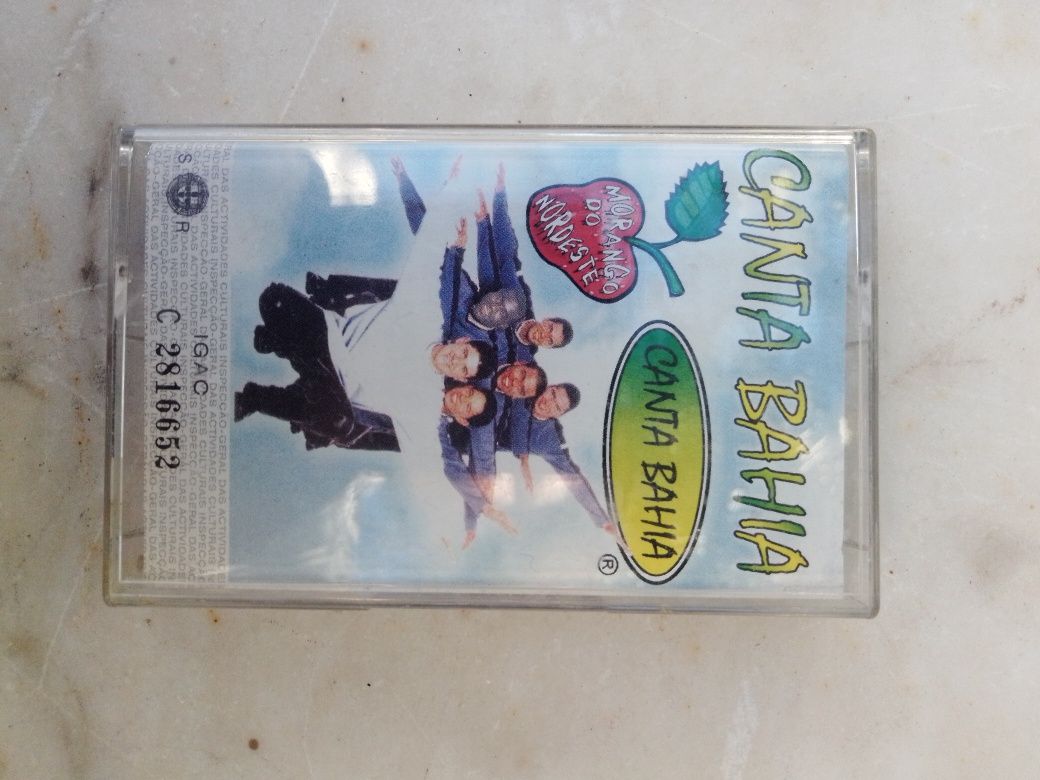 CANTA BAHIA
MORANGO
DO
NORDESTE
CANTA BAHIA
®
IGAC
S R
C 2816652